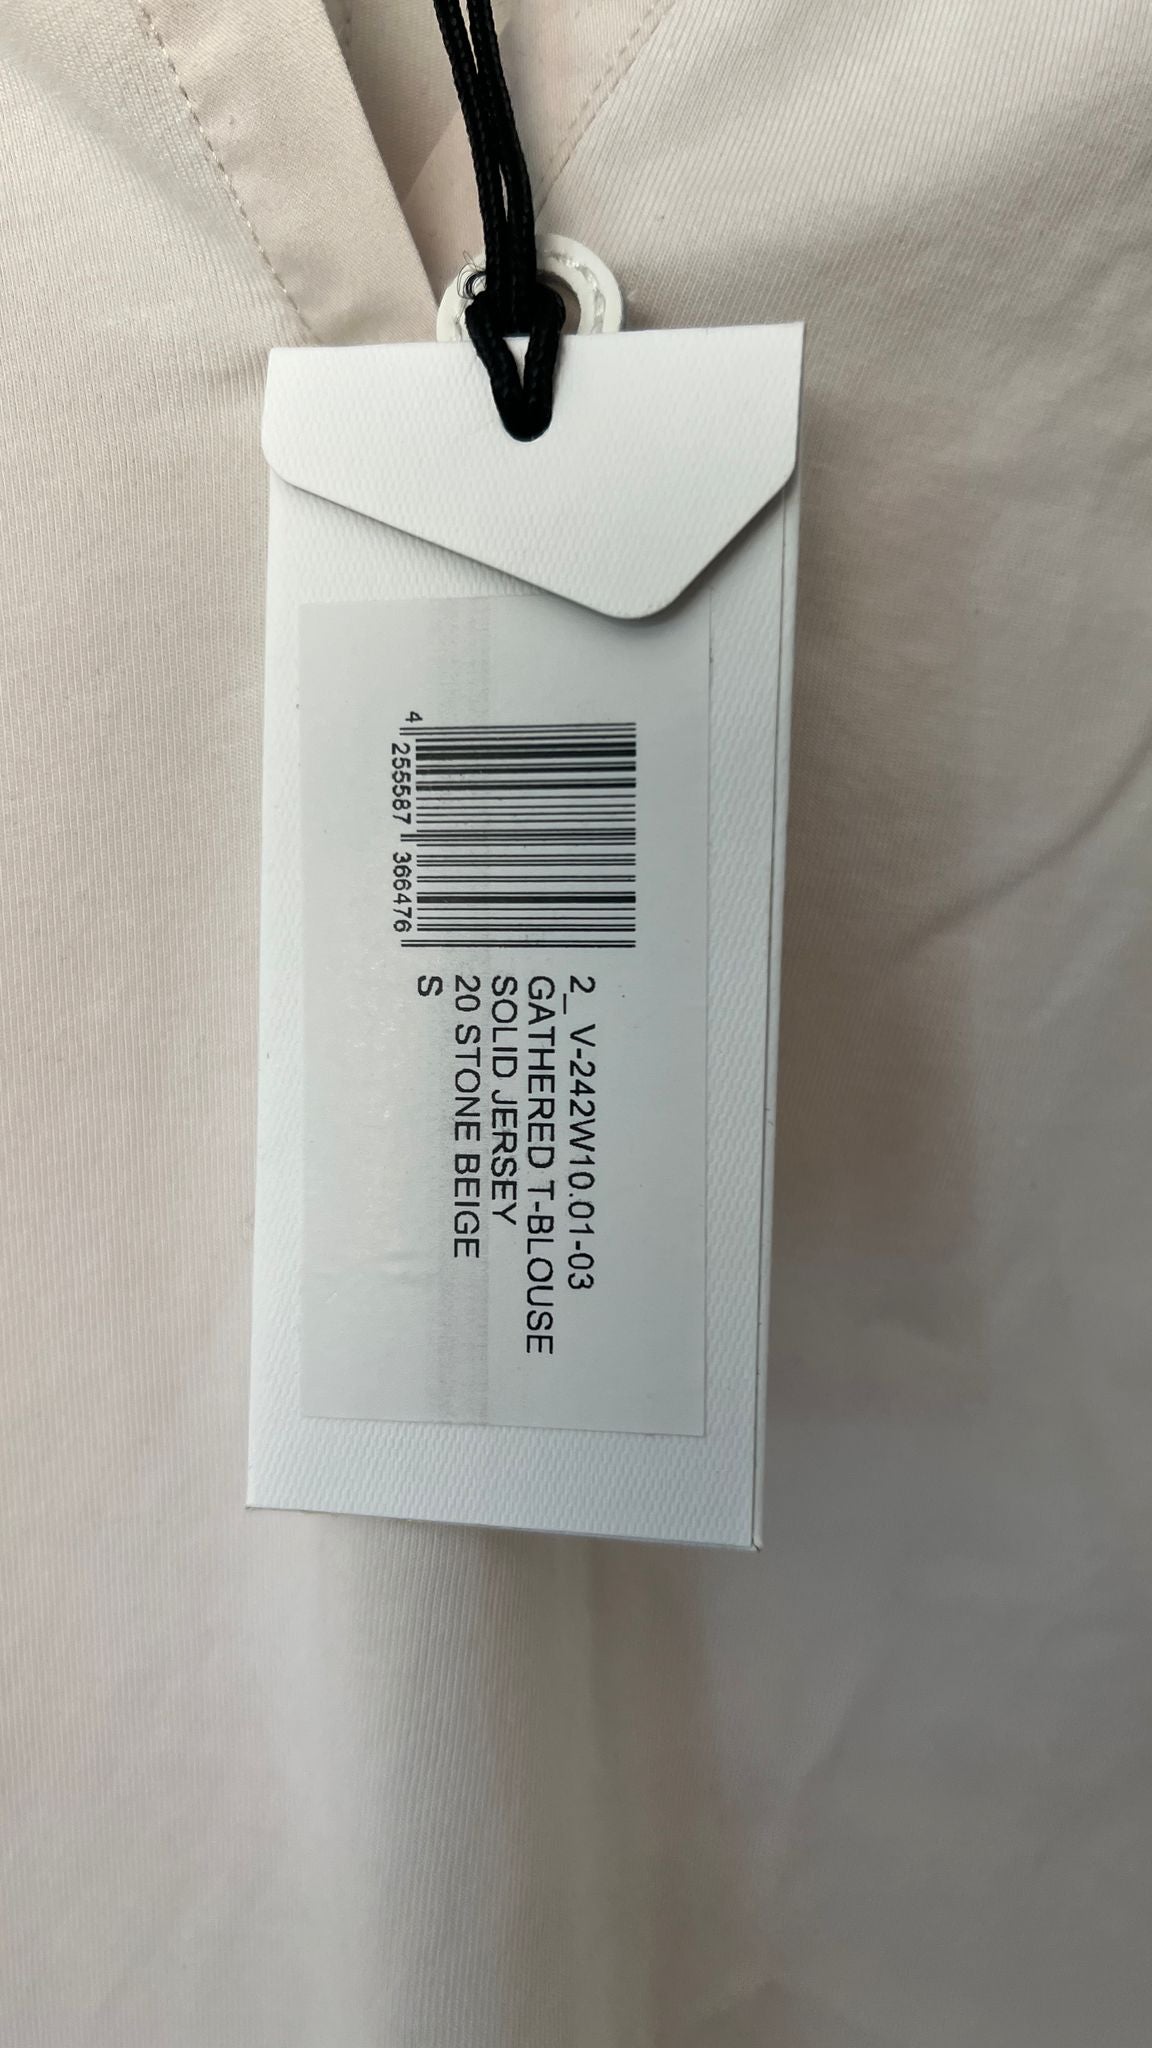 4 255587 366476
2_ V-242W10.01-03
GATHERED T-BLOUSE
SOLID JERSEY
20 STONE BEIGE
S